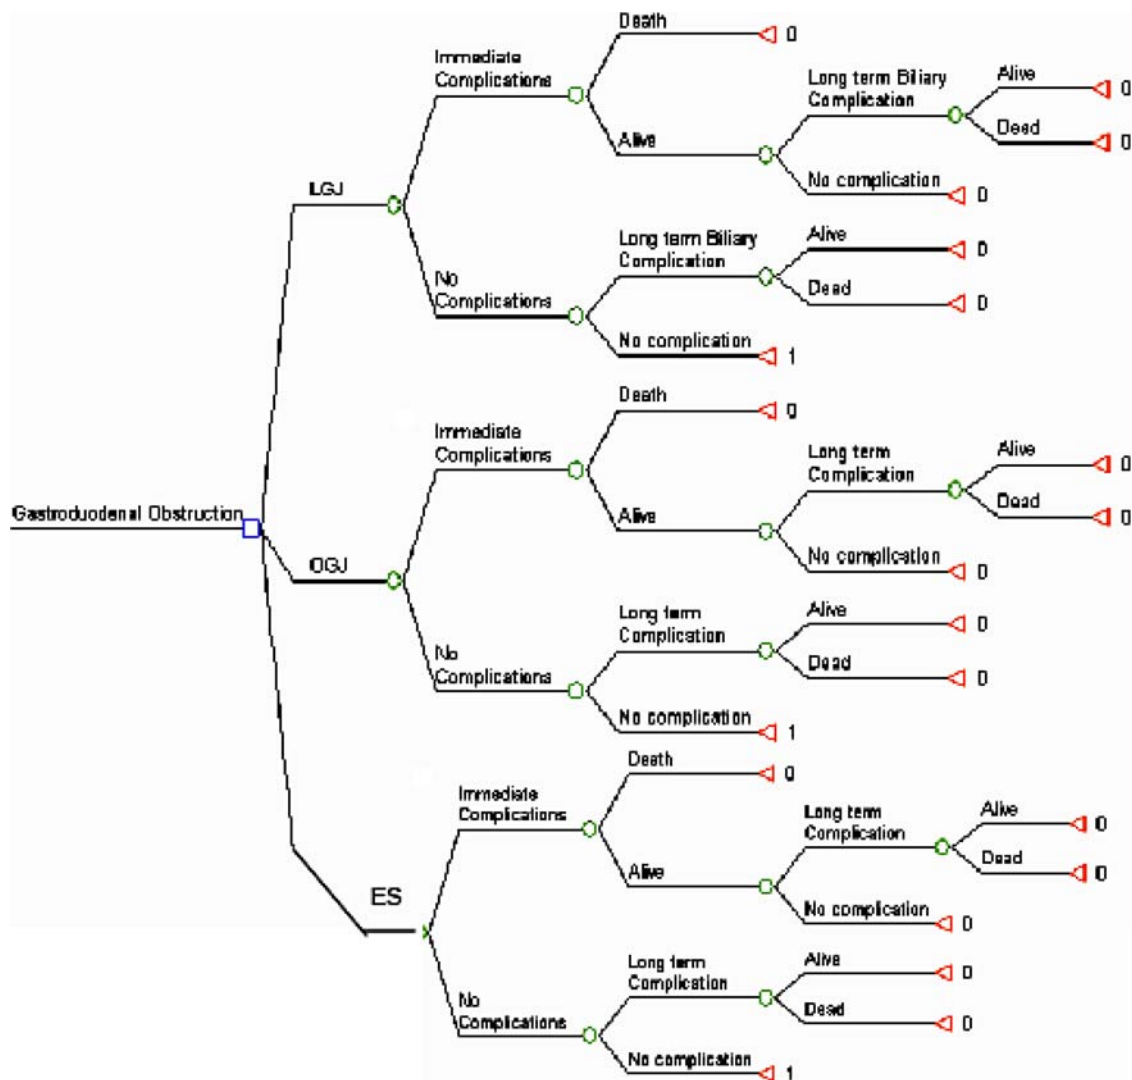 Death
0
Immediate
Complications
Long term Biliary
Complication
Alive
0
Dead
0
Alive
No complication
0
LGJ
Long term Biliary
Complication
Alive
0
Dead
0
No
Complications
No complication
1
Death
0
Immediate
Complications
Long term
Complication
Alive
0
Dead
0
Alive
No complication
0
Gastroduodenal Obstruction
OGJ
Long term
Complication
Alive
0
Dead
0
No
Complications
No complication
1
Death
0
Immediate
Complications
Long term
Complication
Alive
0
Dead
0
Alive
No complication
0
ES
Long term
Complication
Alive
0
Dead
0
No
Complications
No complication
1